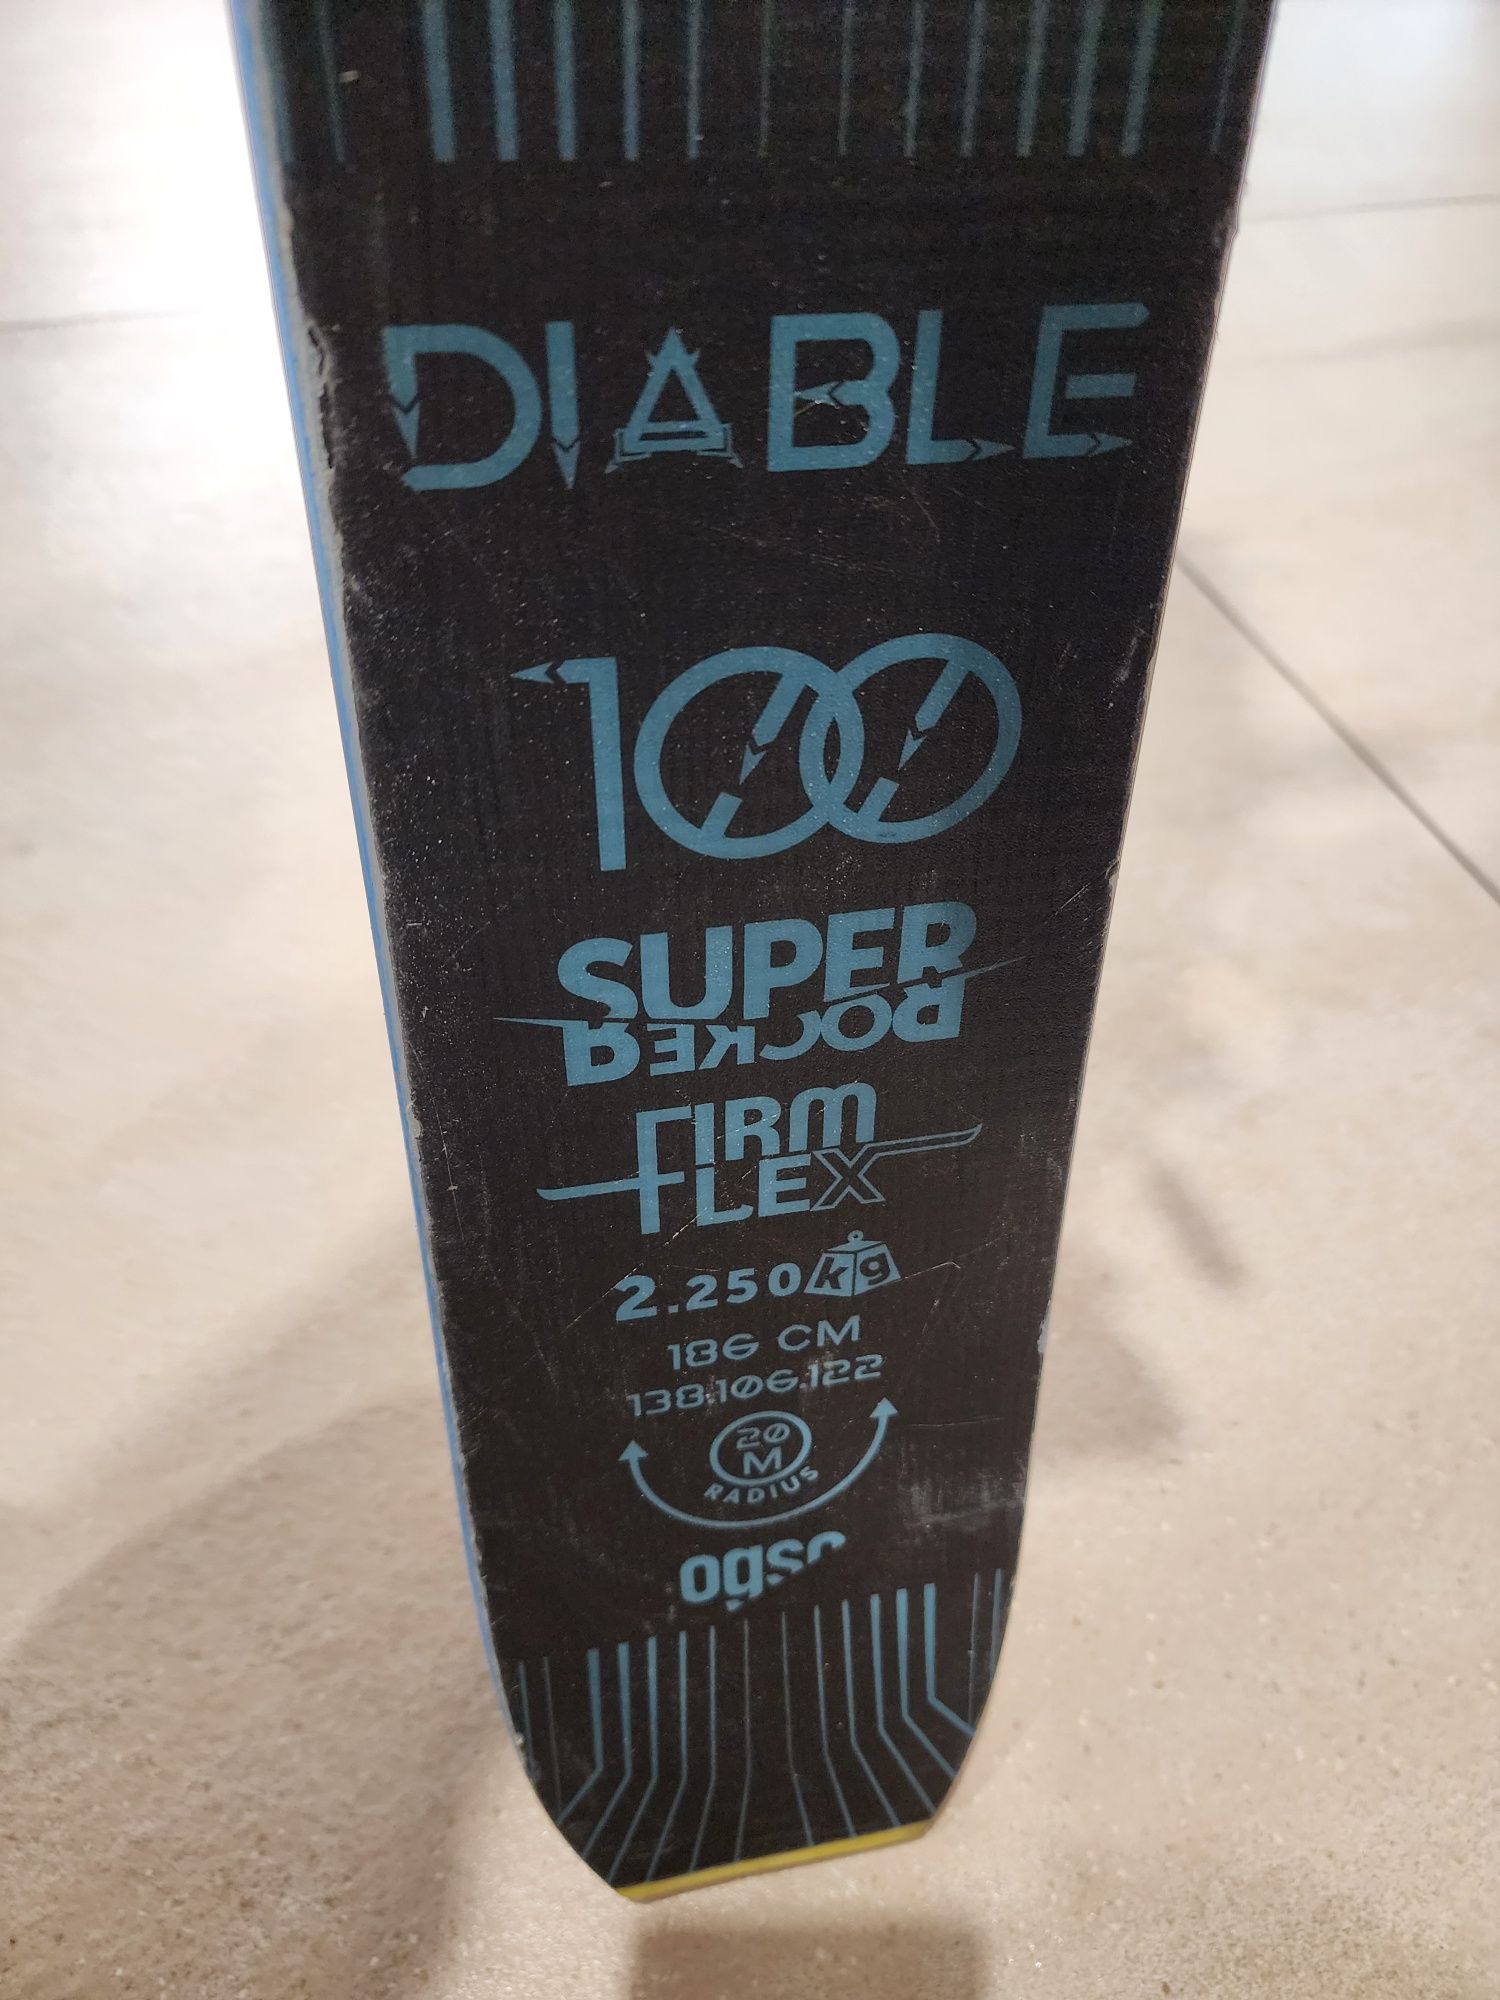 DIABLE
100
SUPER
ROCKER
FIRM
FLEX
2.250kg
186 CM
138.106.122
20
M
RADIUS